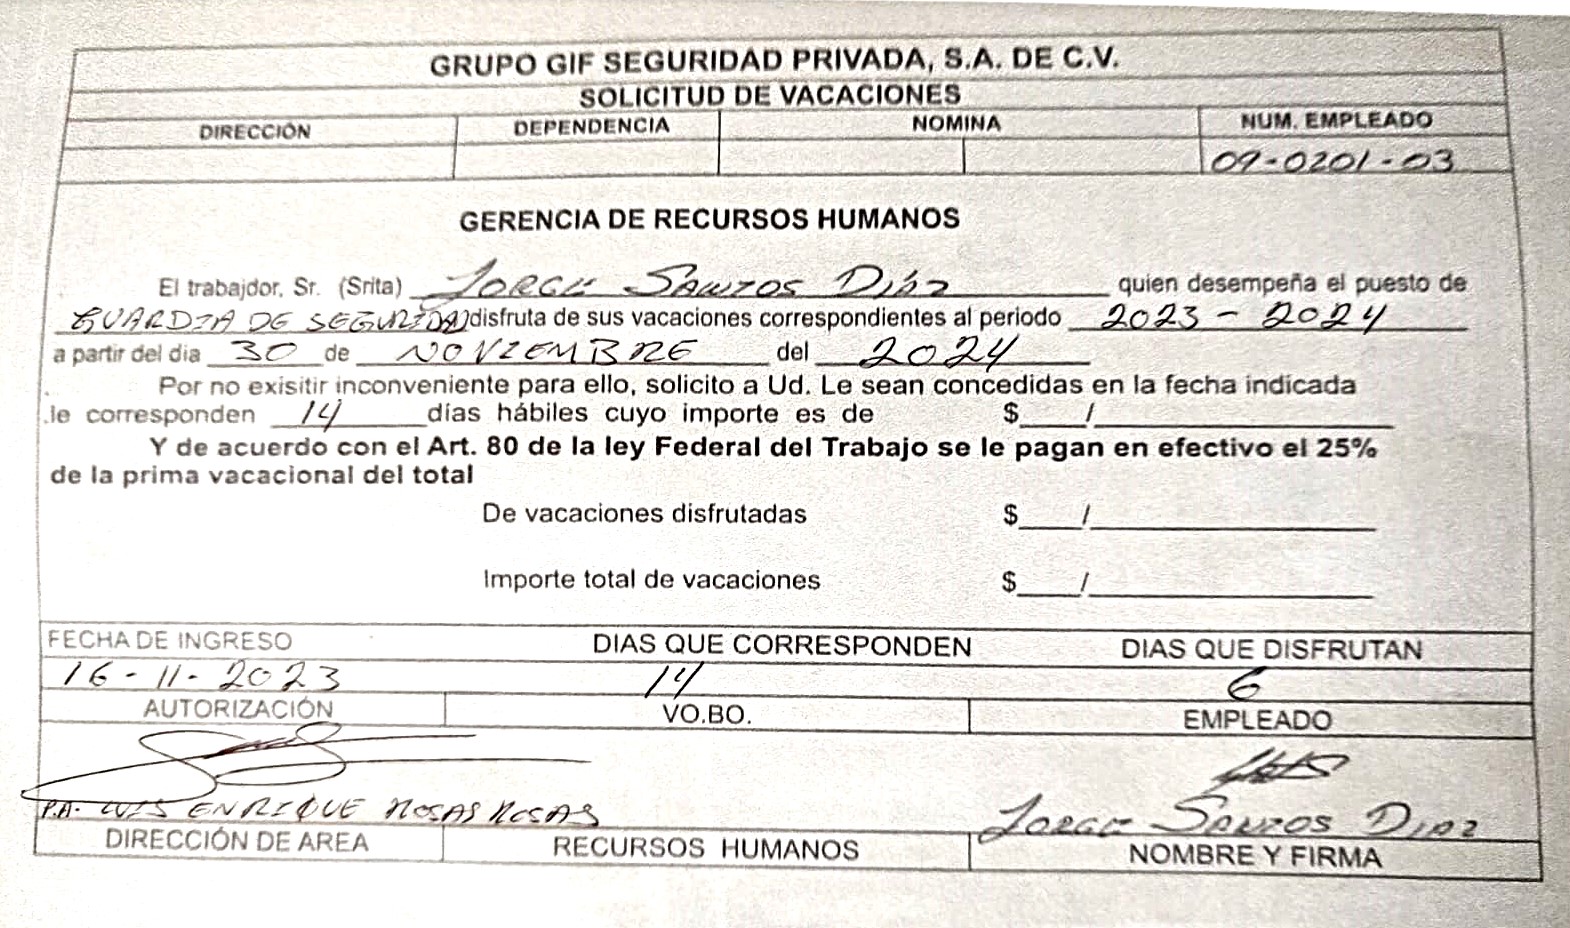 GRUPO GIF SEGURIDAD PRIVADA, S.A. DE C.V.
SOLICITUD DE VACACIONES
DIRECCIÓN DEPENDENCIA NOMINA NUM. EMPLEADO
09-0201-03
GERENCIA DE RECURSOS HUMANOS
El trabajdor, Sr. (Srita) Jorge Santos Díaz quien desempeña el puesto de
GUARDIA DE SEGURIDAD disfruta de sus vacaciones correspondientes al periodo 2023 - 2024
a partir del dia 30 de NOVIEMBRE del 2024
Por no exisitir inconveniente para ello, solicito a Ud. Le sean concedidas en la fecha indicada
.le corresponden 14 días hábiles cuyo importe es de $ /
Y de acuerdo con el Art. 80 de la ley Federal del Trabajo se le pagan en efectivo el 25%
de la prima vacacional del total
De vacaciones disfrutadas $ /
Importe total de vacaciones $ /
FECHA DE INGRESO DIAS QUE CORRESPONDEN DIAS QUE DISFRUTAN
16-11-2023 14 6
AUTORIZACIÓN VO.BO. EMPLEADO
P.A. LUIS ENRIQUE ROSAS ROSAS Jorge Santos Diaz
DIRECCIÓN DE AREA RECURSOS HUMANOS NOMBRE Y FIRMA